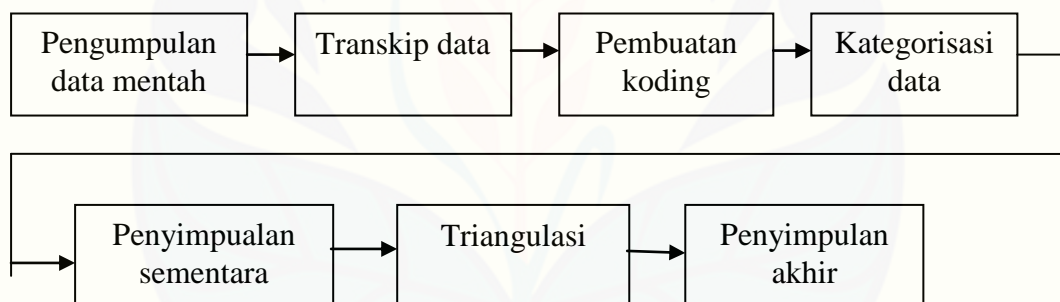 Pengumpulan
data mentah
Transkip data
Pembuatan
koding
Kategorisasi
data
Penyimpualan
sementara
Triangulasi
Penyimpulan
akhir